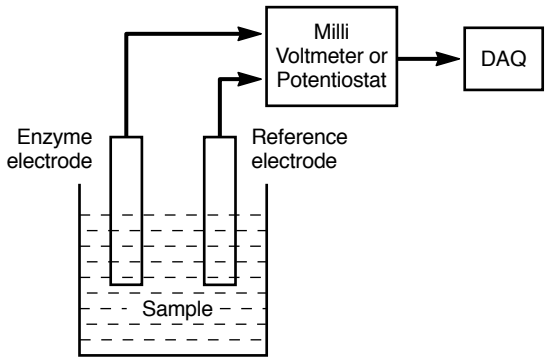 Milli
Voltmeter or
Potentiostat
DAQ
Enzyme
electrode
Reference
electrode
Sample